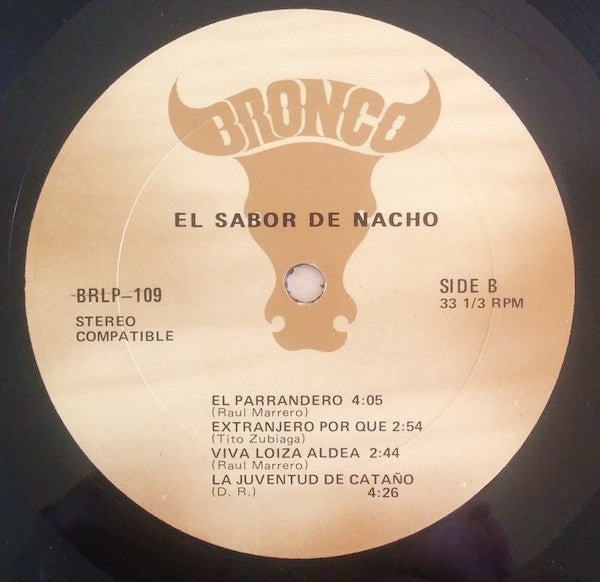 BRONCO
EL SABOR DE NACHO
BRLP-109
STEREO
COMPATIBLE
SIDE B
33 1/3 RPM
EL PARRANDERO 4:05
(Raul Marrero)
EXTRANJERO POR QUE 2:54
(Tito Zubiaga)
VIVA LOIZA ALDEA 2:44
(Raul Marrero)
LA JUVENTUD DE CATAÑO
(D. R.) 4:26